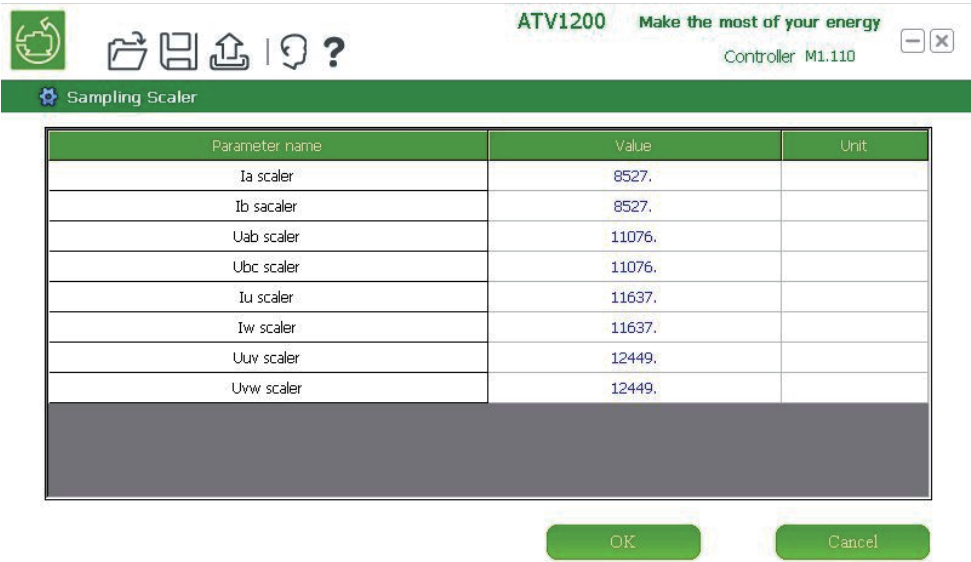 ATV1200 Make the most of your energy
Controller M1.110
?
Sampling Scaler
Parameter name Value Unit
Ia scaler 8527.
Ib sacaler 8527.
Uab scaler 11076.
Ubc scaler 11076.
Iu scaler 11637.
Iw scaler 11637.
Uuv scaler 12449.
Uvw scaler 12449.
OK Cancel